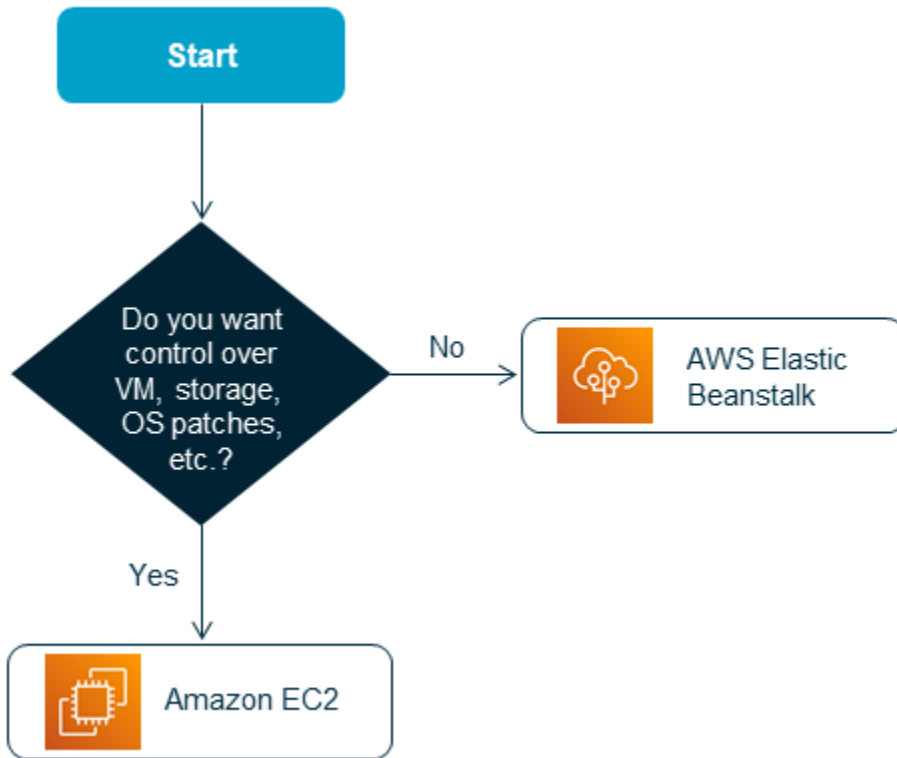 Start
Do you want
control over
VM, storage,
OS patches,
etc.?
No
AWS Elastic
Beanstalk
Yes
Amazon EC2